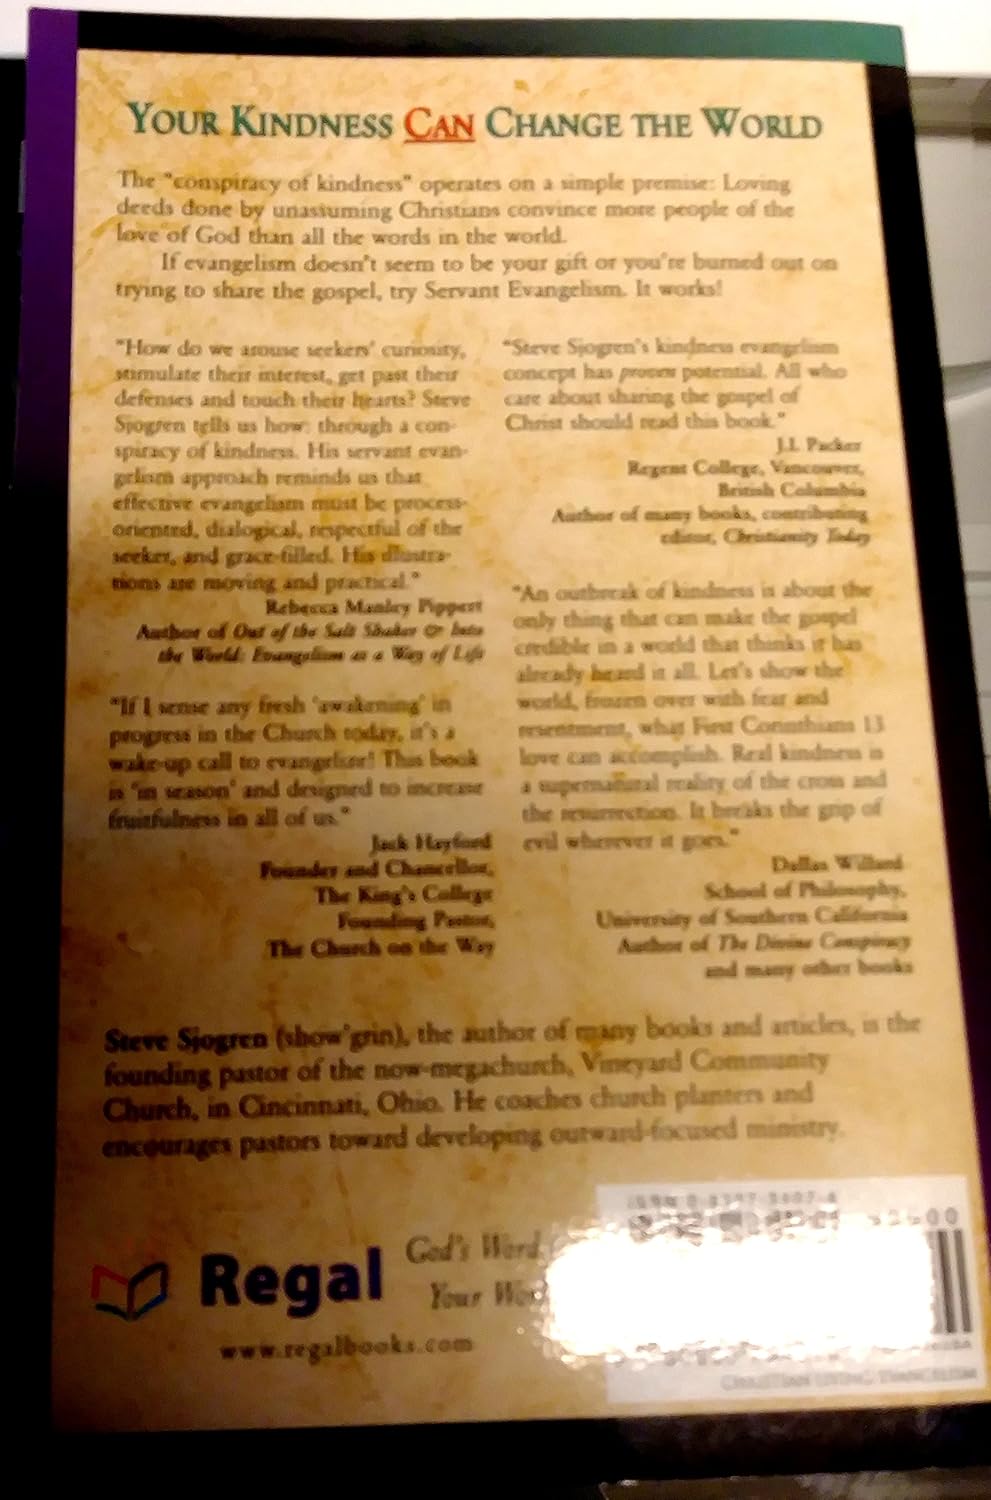 YOUR KINDNESS CAN CHANGE THE WORLD
The "conspiracy of kindness" operates on a simple premise: Loving
deeds done by unassuming Christians convince more people of the
love of God than all the words in the world.
If evangelism doesn't seem to be your gift or you're burned out on
trying to share the gospel, try Servant Evangelism. It works!
"How do we arouse seekers' curiosity,
stimulate their interest, get past their
defenses and touch their hearts? Steve
Sjogren tells us how: through a con-
spiracy of kindness. His servant evan-
gelism approach reminds us that
effective evangelism must be process-
oriented, dialogical, respectful of the
seeker, and grace-filled. His illustra-
tions are moving and practical."
Rebecca Manley Pippert
Author of Out of the Salt Shaker & Into
the World: Evangelism as a Way of Life
"If I sense any fresh 'awakening' in
progress in the Church today, it's a
wake-up call to evangelize! This book
is 'in season' and designed to increase
fruitfulness in all of us."
Jack Hayford
Founder and Chancellor,
The King's College
Founding Pastor,
The Church on the Way
"Steve Sjogren's kindness evangelism
concept has proven potential. All who
care about sharing the gospel of
Christ should read this book."
J.I. Packer
Regent College, Vancouver,
British Columbia
Author of many books, contributing
editor, Christianity Today
"An outbreak of kindness is about the
only thing that can make the gospel
credible in a world that thinks it has
already heard it all. Let's show the
world, frozen over with fear and
resentment, what First Corinthians 13
love can accomplish. Real kindness is
a supernatural reality of the cross and
the resurrection. It breaks the grip of
evil wherever it goes."
Dallas Willard
School of Philosophy,
University of Southern California
Author of The Divine Conspiracy
and many other books
Steve Sjogren (show'grin), the author of many books and articles, is the
founding pastor of the now-megachurch, Vineyard Community
Church, in Cincinnati, Ohio. He coaches church planters and
encourages pastors toward developing outward-focused ministry.
Regal
God's Word,
Your
www.regalbooks.com
ISBN
CHRISTIAN LIVING/EVANGELISM